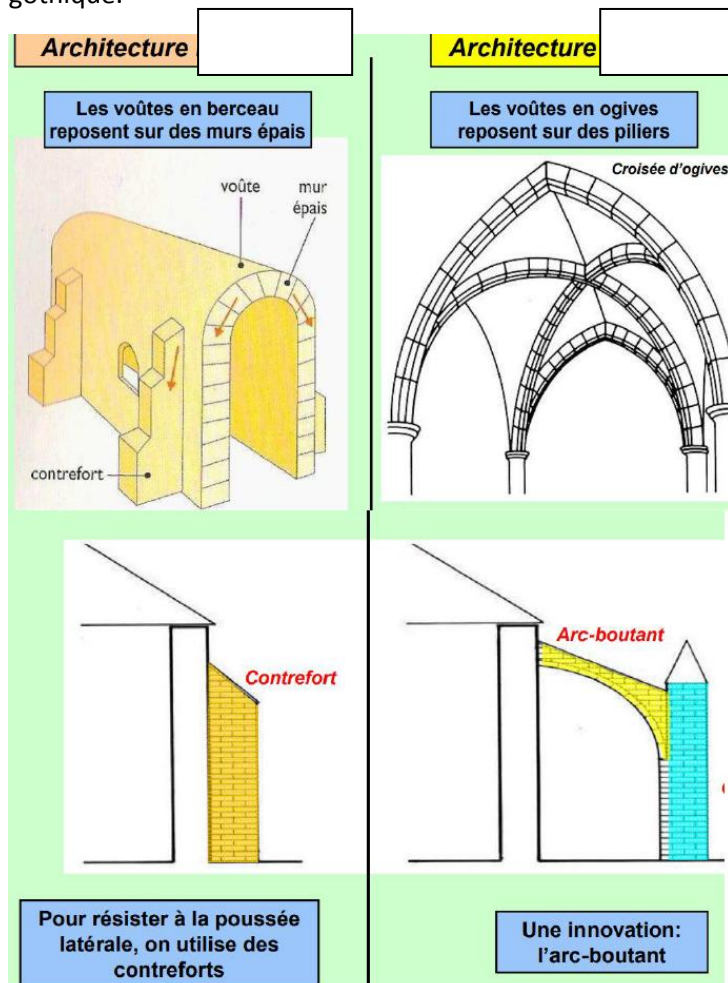 gothique.
Architecture
Architecture
Les voûtes en berceau
reposent sur des murs épais
Les voûtes en ogives
reposent sur des piliers
voûte
mur
épais
contrefort
Croisée d'ogives
Contrefort
Arc-boutant
Pour résister à la poussée
latérale, on utilise des
contreforts
Une innovation:
l'arc-boutant